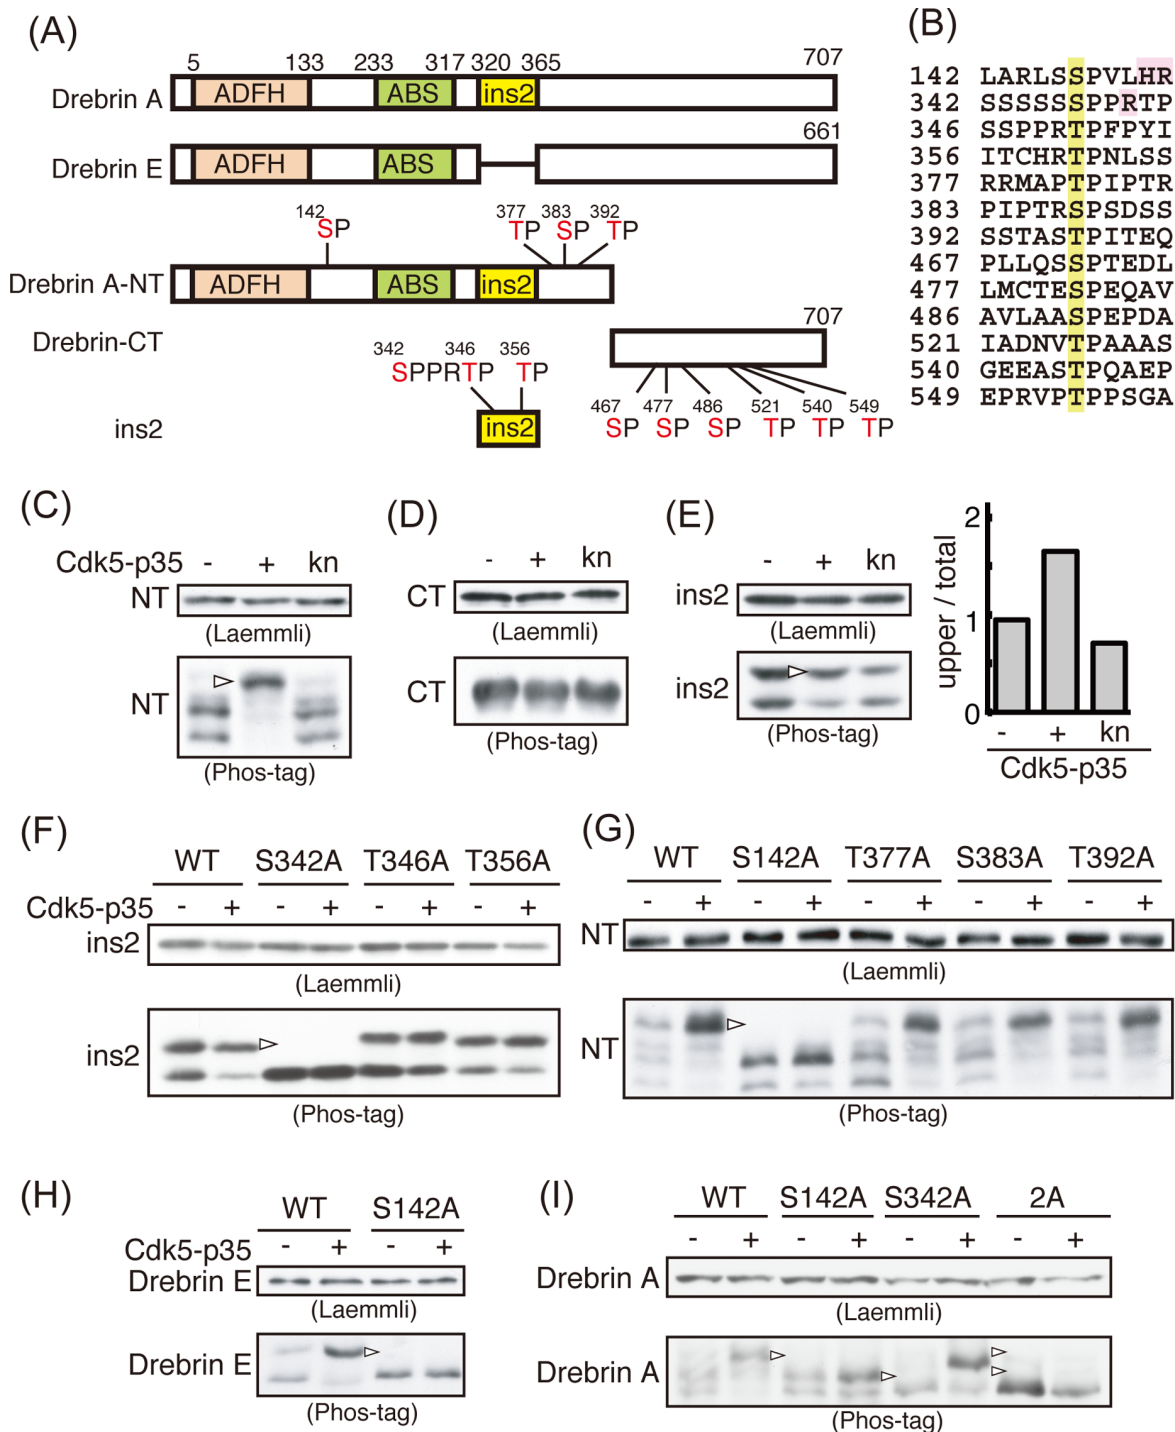 (A)
5 133 233 317 320 365 707
Drebrin A ADFH ABS ins2
661
Drebrin E ADFH ABS
142 SP 377 TP 383 SP 392 TP
Drebrin A-NT ADFH ABS ins2
Drebrin-CT 707
342 346 356
SPPRTP TP
ins2 ins2
467 477 486 521 540 549
SP SP SP TP TP TP
(B)
142 LARLSSPVLHR
342 SSSSSSPPRTP
346 SSPPRTPFPYI
356 ITCHRTPNLSS
377 RRMAPTPIPTR
383 PIPTRSPSDSS
392 SSTASTPITEQ
467 PLLQSSPTEDL
477 LMCTESPEQAV
486 AVLAASPEPDA
521 IADNVTPAAAS
540 GEEASTPQAEP
549 EPRVPTPPSGA
(C)
Cdk5-p35 - + kn
NT
(Laemmli)
NT
(Phos-tag)
(D)
- + kn
CT
(Laemmli)
CT
(Phos-tag)
(E)
- + kn
ins2
(Laemmli)
ins2
(Phos-tag)
upper / total
2
1
0
- + kn
Cdk5-p35
(F)
WT S342A T346A T356A
Cdk5-p35 - + - + - + - +
ins2
(Laemmli)
ins2
(Phos-tag)
(G)
WT S142A T377A S383A T392A
- + - + - + - + - +
NT
(Laemmli)
NT
(Phos-tag)
(H)
WT S142A
Cdk5-p35 - + - +
Drebrin E
(Laemmli)
Drebrin E
(Phos-tag)
(I)
WT S142A S342A 2A
- + - + - + - +
Drebrin A
(Laemmli)
Drebrin A
(Phos-tag)